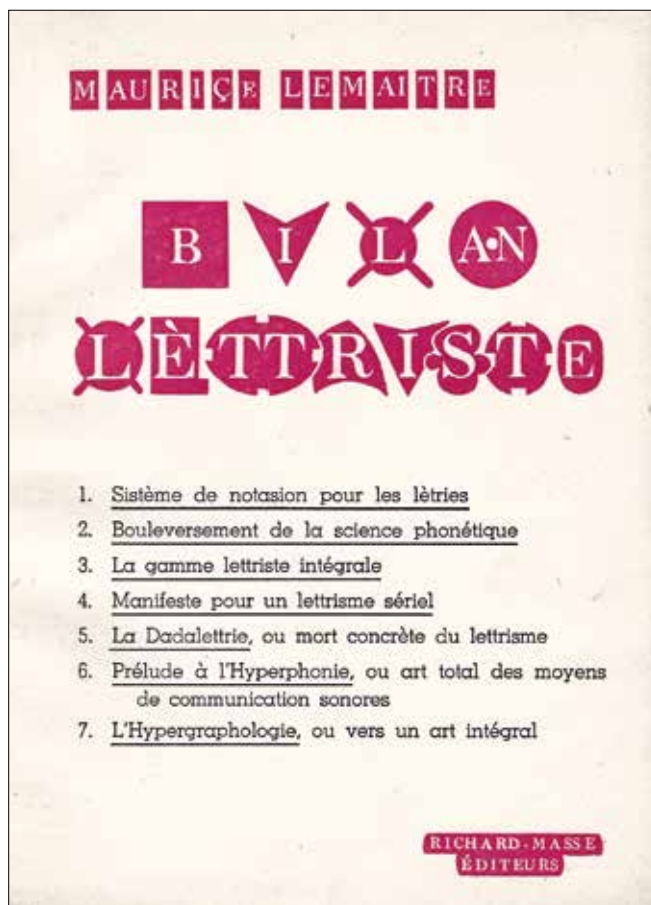 MAURIÇE LEMAITRE
BILA•N
LÈTTRISTE
1. Sistème de notasion pour les lètries
2. Bouleversement de la science phonétique
3. La gamme lettriste intégrale
4. Manifeste pour un lettrisme sériel
5. La Dadalettrie, ou mort concrète du lettrisme
6. Prélude à l'Hyperphonie, ou art total des moyens
de communication sonores
7. L'Hypergraphologie, ou vers un art intégral
RICHARD-MASSE
ÉDITEURS